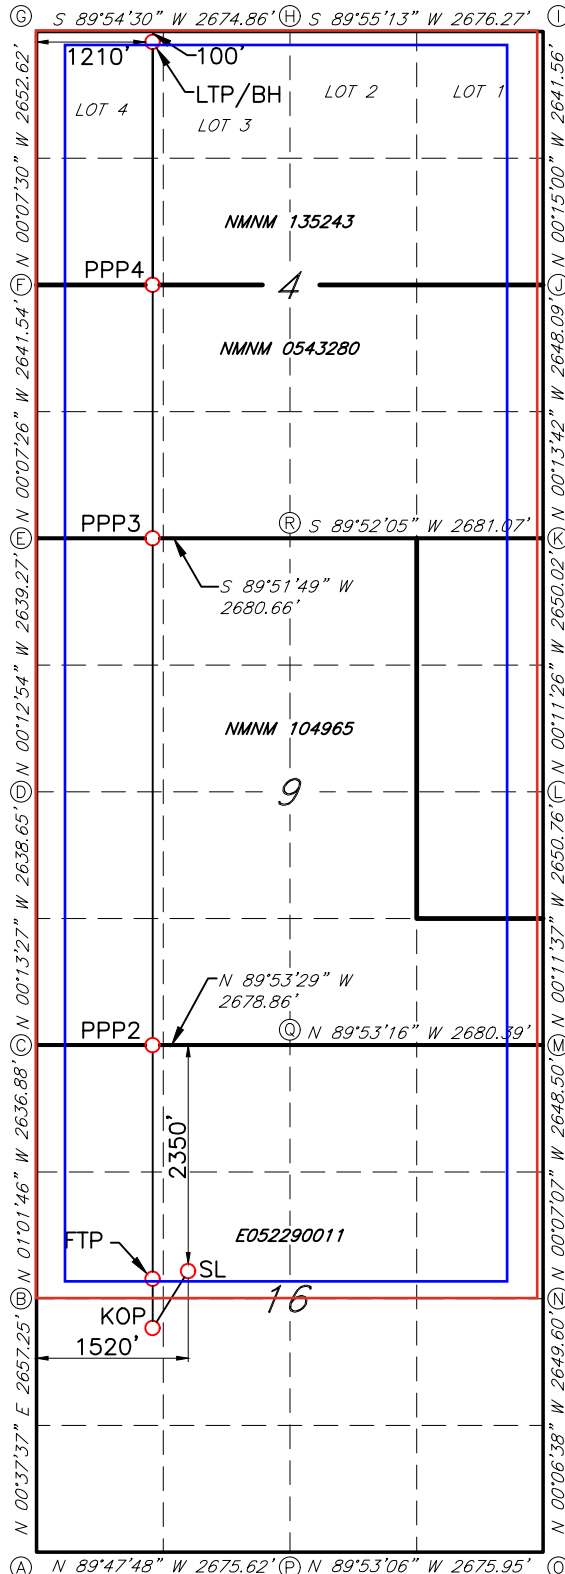 G S 89°54'30" W 2674.86' H S 89°55'13" W 2676.27' I
1210' 100'
LTP/BH
LOT 4 LOT 3 LOT 2 LOT 1
N 00°07'30" W 2652.62'
N 00°15'00" W 2641.56'
NMNM 135243
PPP4
F 4 J
NMNM 0543280
N 00°07'26" W 2641.54'
N 00°13'42" W 2648.09'
PPP3
E R S 89°52'05" W 2681.07' K
S 89°51'49" W
2680.66'
N 00°12'54" W 2639.27'
N 00°11'26" W 2650.02'
NMNM 104965
D 9 L
N 00°13'27" W 2638.65'
N 00°11'37" W 2650.76'
N 89°53'29" W
2678.86'
PPP2
C Q N 89°53'16" W 2680.39' M
2350'
N 01°01'46" W 2636.88'
N 00°07'07" W 2648.50'
E052290011
FTP
SL
B 16 N
KOP
1520'
N 00°37'37" E 2657.25'
N 00°06'38" W 2649.60'
A N 89°47'48" W 2675.62' P N 89°53'06" W 2675.95' O